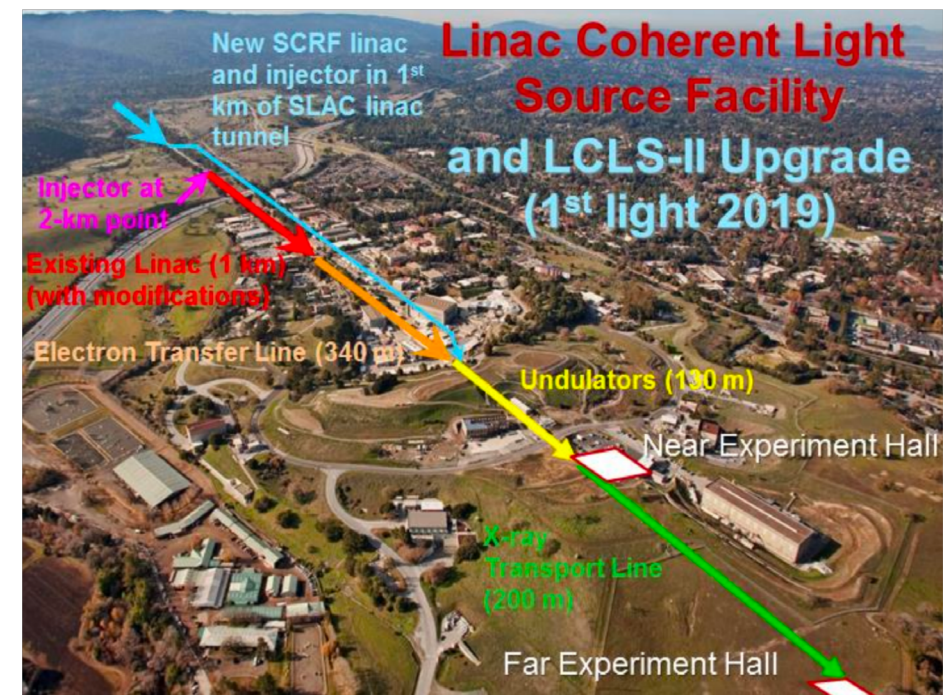 New SCRF linac
and injector in 1st
km of SLAC linac
tunnel
Linac Coherent Light
Source Facility
and LCLS-II Upgrade
(1st light 2019)
Injector at
2-km point
Existing Linac (1 km)
(with modifications)
Electron Transfer Line (340 m)
Undulators (130 m)
Near Experiment Hall
X-ray
Transport Line
(200 m)
Far Experiment Hall